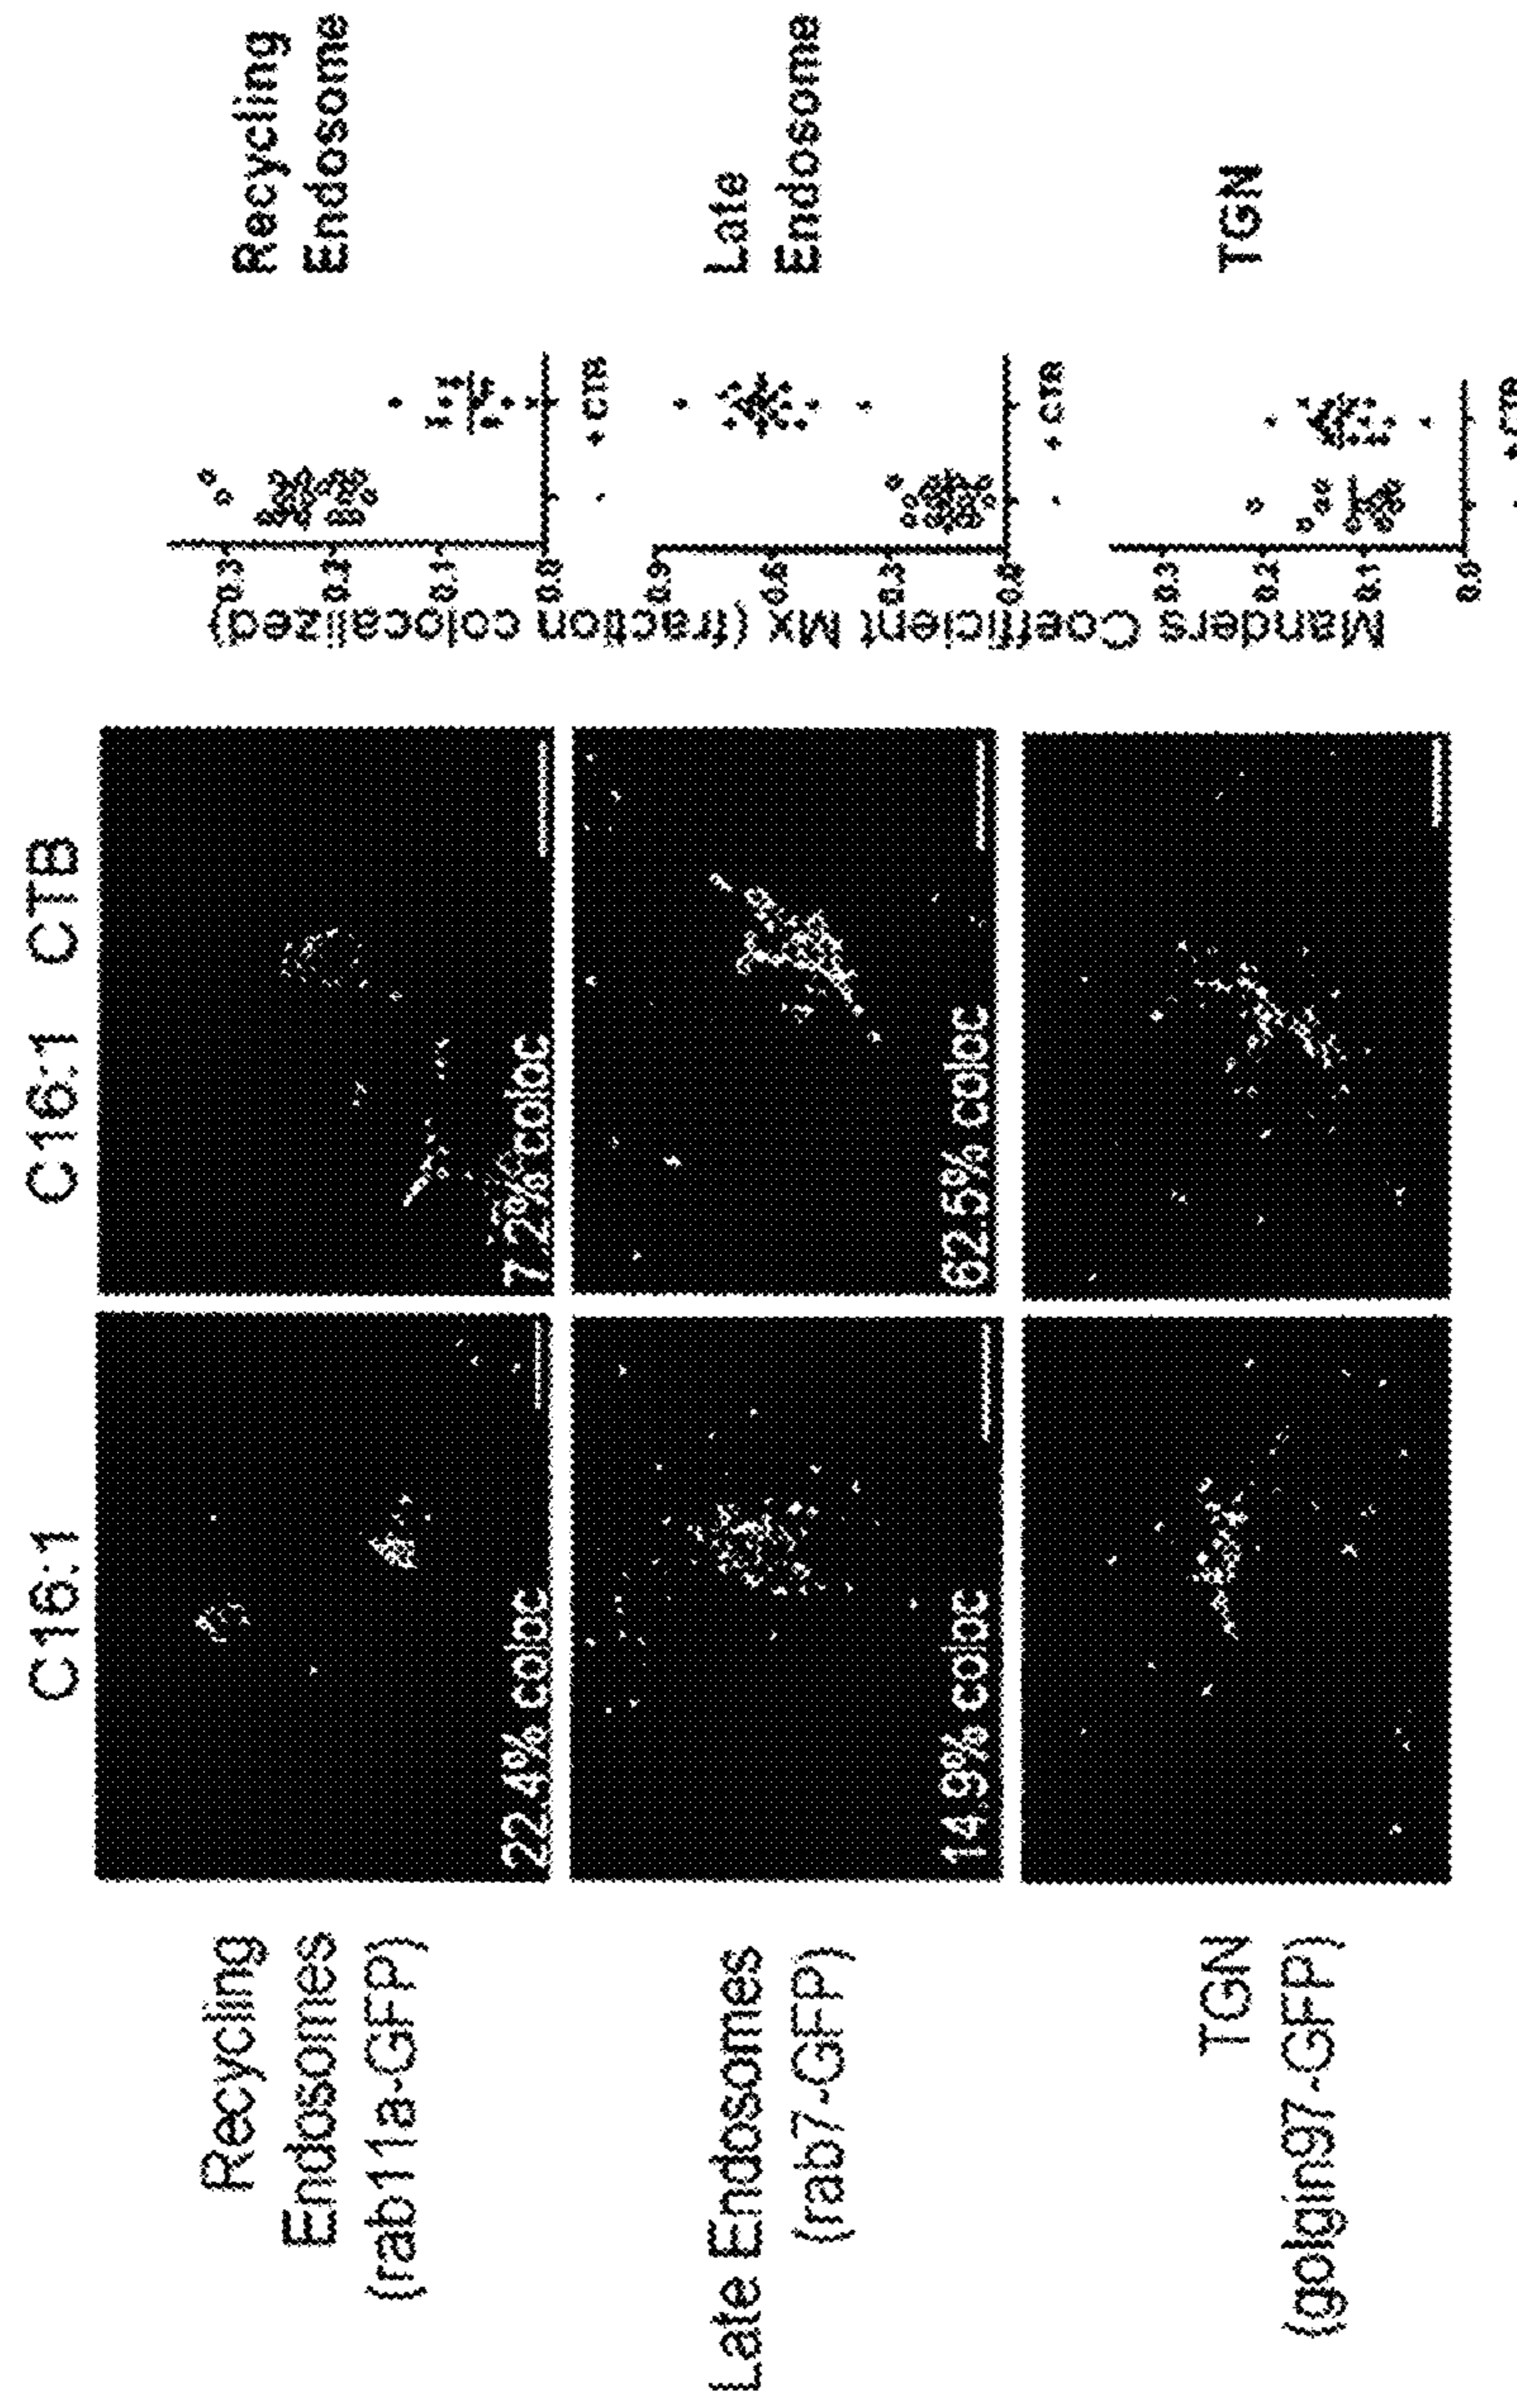 C16:1
C16:1 CTB
Recycling
Endosomes
(rab11a-GFP)
22.4% coloc
7.2% coloc
0.3
0.2
0.1
0.0
- + CTB
Recycling
Endosome
Late Endosomes
(rab7-GFP)
14.9% coloc
62.5% coloc
Manders Coefficient Mx (fraction colocalized)
0.9
0.6
0.3
0.0
- + CTB
Late
Endosome
TGN
(golgin97-GFP)
0.3
0.2
0.1
0.0
- + CTB
TGN